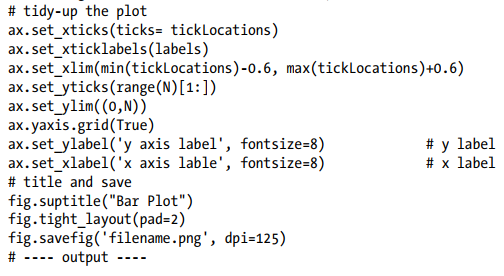 # tidy-up the plot
ax.set_xticks(ticks= tickLocations)
ax.set_xticklabels(labels)
ax.set_xlim(min(tickLocations)-0.6, max(tickLocations)+0.6)
ax.set_yticks(range(N)[1:])
ax.set_ylim((0,N))
ax.yaxis.grid(True)
ax.set_ylabel('y axis label', fontsize=8) # y label
ax.set_xlabel('x axis lable', fontsize=8) # x label
# title and save
fig.suptitle("Bar Plot")
fig.tight_layout(pad=2)
fig.savefig('filename.png', dpi=125)
# ---- output ----